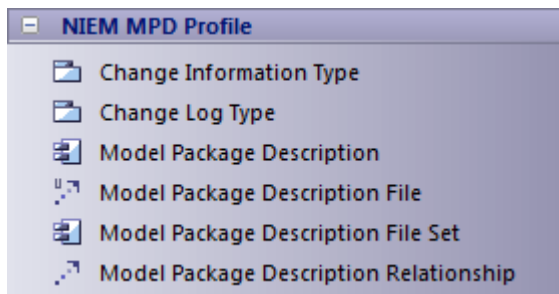 NIEM MPD Profile
Change Information Type
Change Log Type
Model Package Description
U Model Package Description File
Model Package Description File Set
Model Package Description Relationship